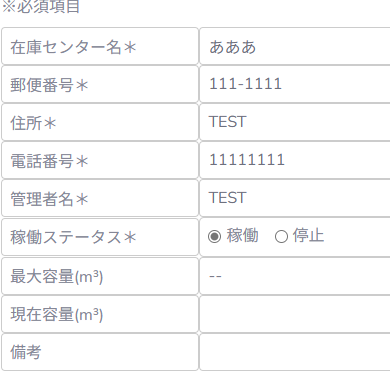 ※必須項目
在庫センター名＊ あああ
郵便番号＊ 111-1111
住所＊ TEST
電話番号＊ 11111111
管理者名＊ TEST
稼働ステータス＊ 稼働 停止
最大容量(m³) --
現在容量(m³)
備考